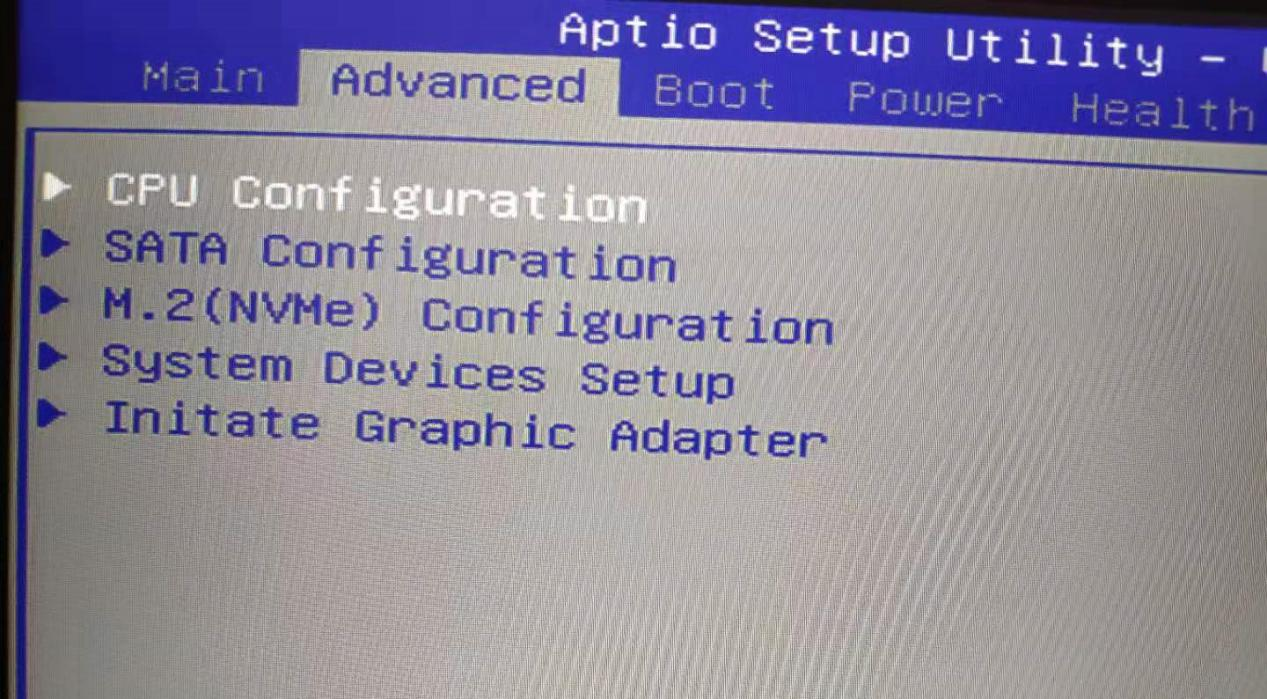 Aptio Setup Utility –
Main Advanced Boot Power Health
CPU Configuration
SATA Configuration
M.2(NVMe) Configuration
System Devices Setup
Initate Graphic Adapter